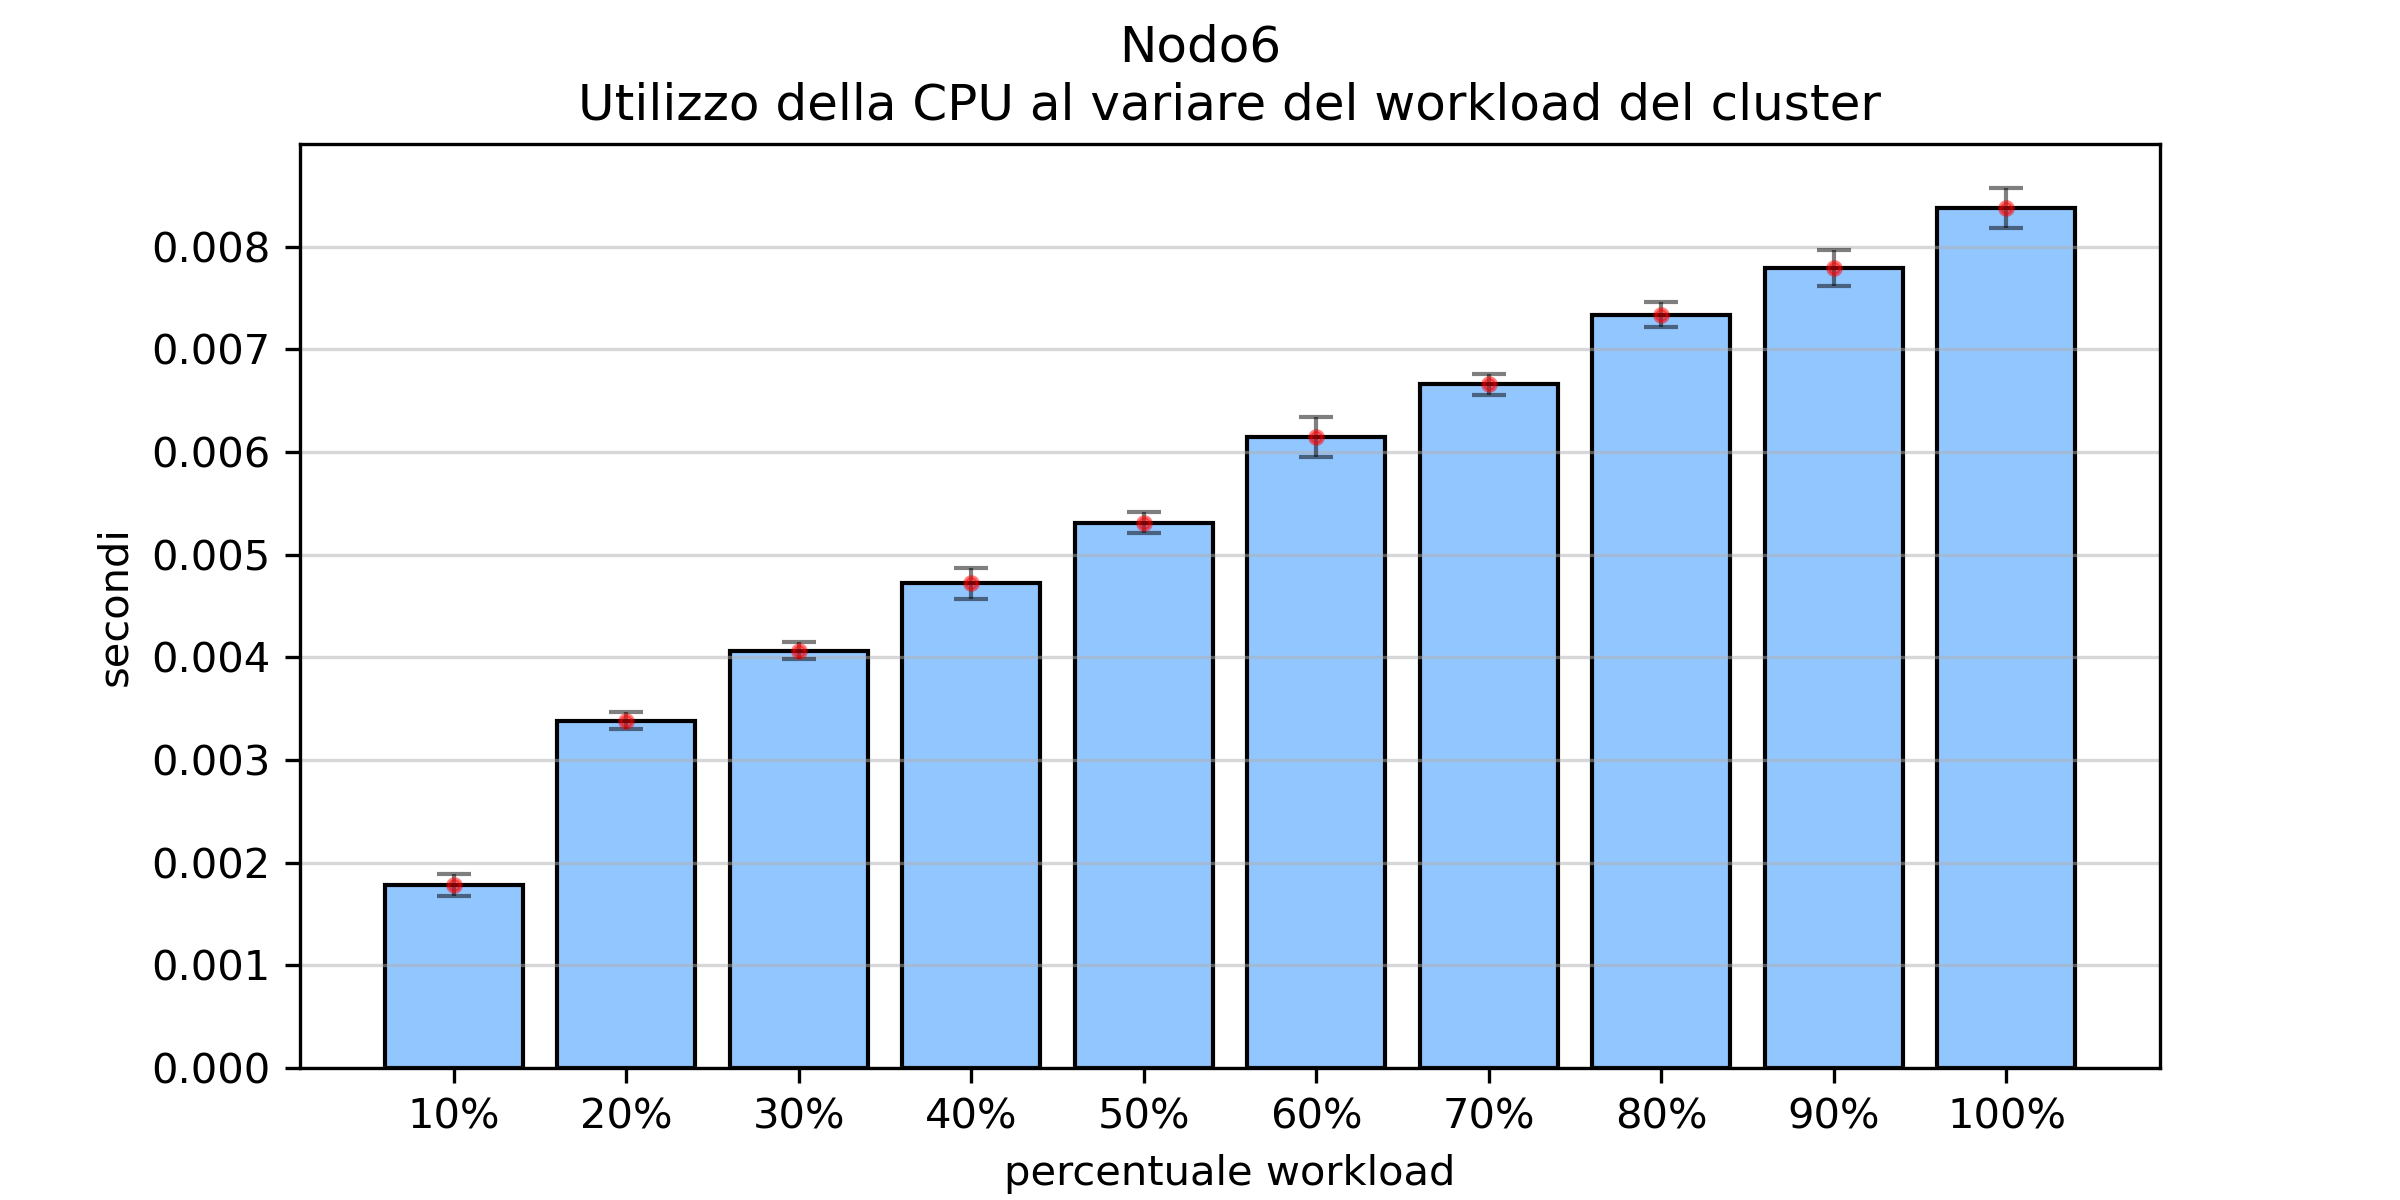 Nodo6
Utilizzo della CPU al variare del workload del cluster
0.008
0.007
0.006
0.005
0.004
0.003
0.002
0.001
0.000
secondi
10% 20% 30% 40% 50% 60% 70% 80% 90% 100%
percentuale workload